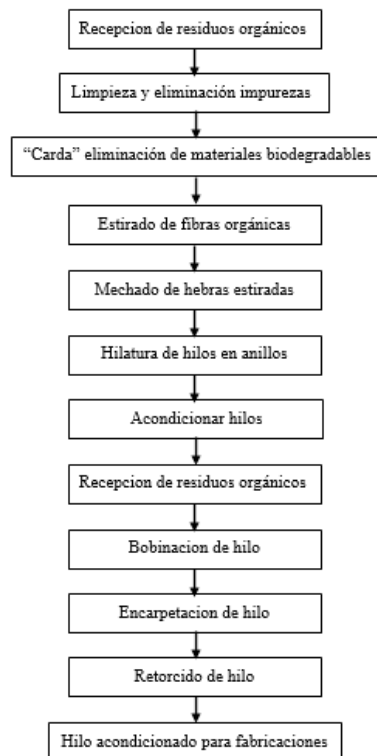 Recepcion de residuos orgánicos
Limpieza y eliminación impurezas
“Carda” eliminación de materiales biodegradables
Estirado de fibras orgánicas
Mechado de hebras estiradas
Hilatura de hilos en anillos
Acondicionar hilos
Recepcion de residuos orgánicos
Bobinacion de hilo
Encarpetacion de hilo
Retorcido de hilo
Hilo acondicionado para fabricaciones